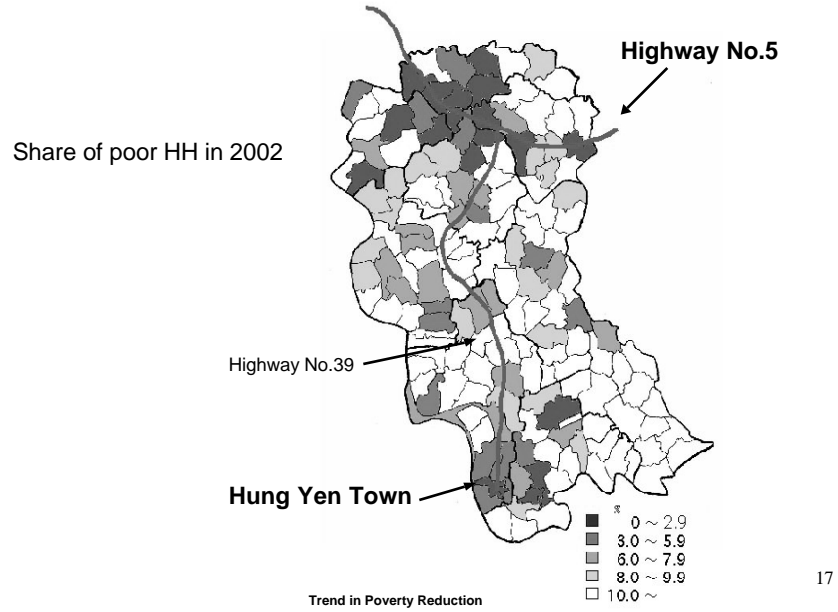 Highway No.5
Share of poor HH in 2002
Highway No.39
Hung Yen Town
%
0 ~ 2.9
3.0 ~ 5.9
6.0 ~ 7.9
8.0 ~ 9.9
10.0 ~
17
Trend in Poverty Reduction